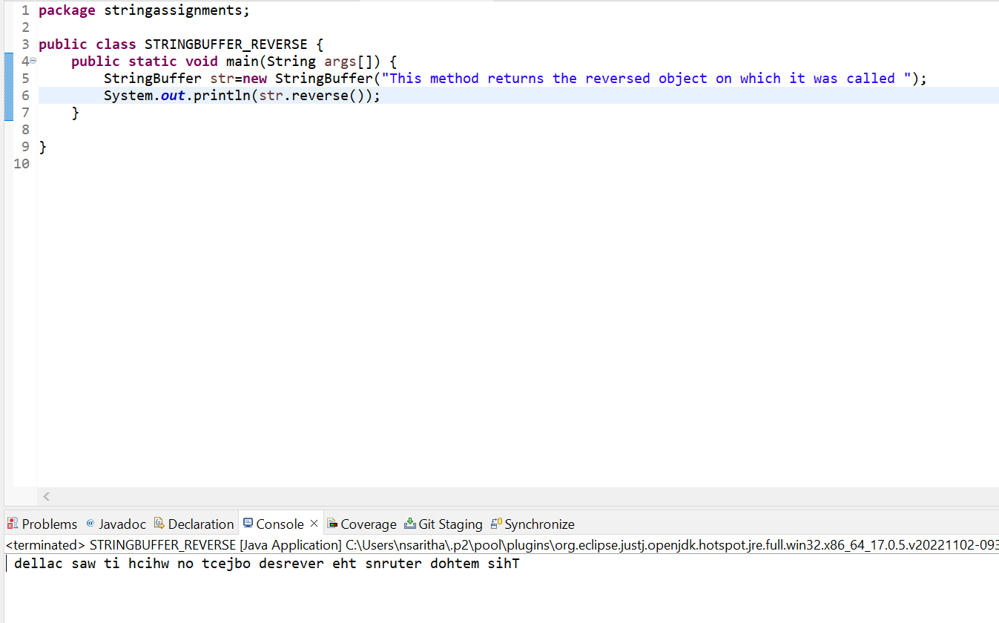 1 package stringassignments;
2
3 public class STRINGBUFFER_REVERSE {
4     public static void main(String args[]) {
5         StringBuffer str=new StringBuffer("This method returns the reversed object on which it was called ");
6         System.out.println(str.reverse());
7     }
8
9 }
10
Problems @ Javadoc Declaration Console × Coverage Git Staging Synchronize
<terminated> STRINGBUFFER_REVERSE [Java Application] C:\Users\nsaritha\.p2\pool\plugins\org.eclipse.justj.openjdk.hotspot.jre.full.win32.x86_64_17.0.5.v20221102-093
 dellac saw ti hcihw no tcejbo desrever eht snruter dohtem sihT